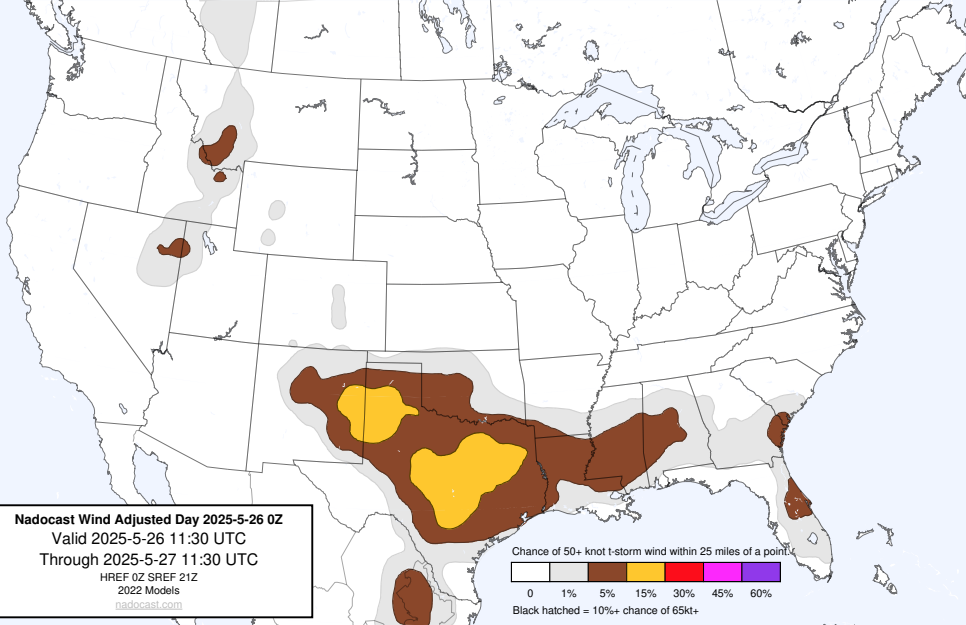 Nadocast Wind Adjusted Day 2025-5-26 0Z
Valid 2025-5-26 11:30 UTC
Through 2025-5-27 11:30 UTC
HREF 0Z SREF 21Z
2022 Models
nadocast.com
Chance of 50+ knot t-storm wind within 25 miles of a point.
0 1% 5% 15% 30% 45% 60%
Black hatched = 10%+ chance of 65kt+